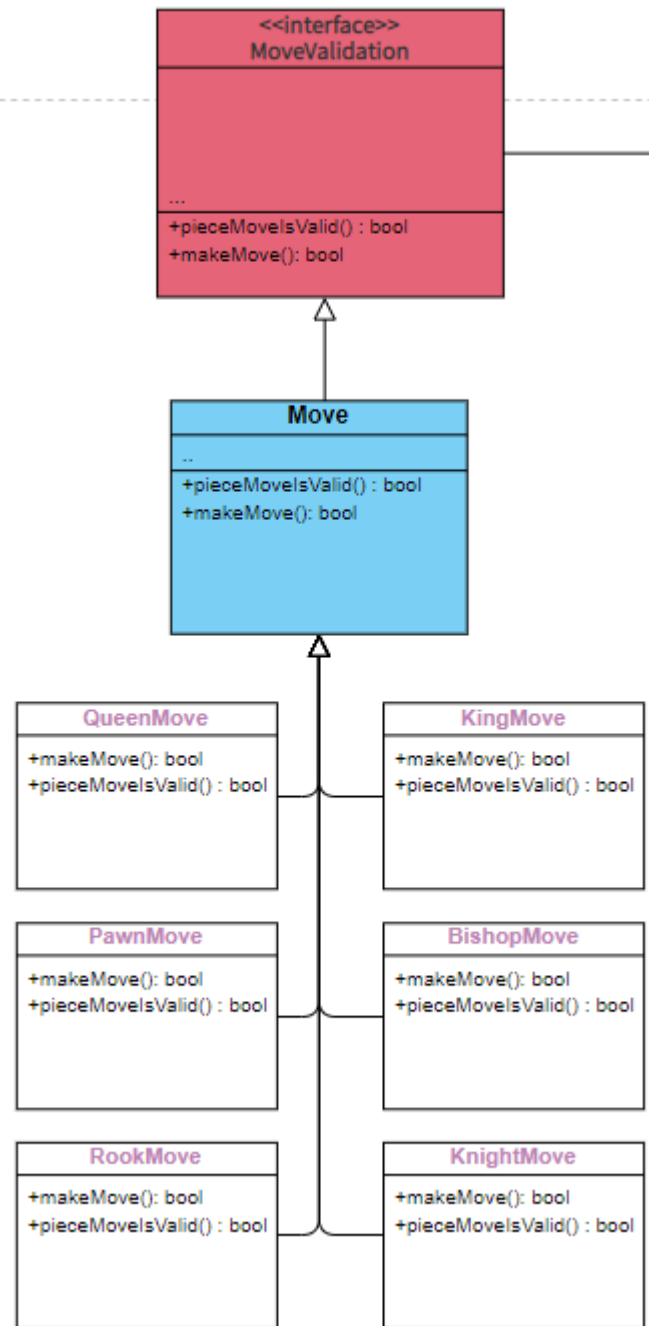 <<interface>>
MoveValidation
...
+pieceMoveIsValid() : bool
+makeMove(): bool
Move
..
+pieceMoveIsValid() : bool
+makeMove(): bool
QueenMove
+makeMove(): bool
+pieceMoveIsValid() : bool
KingMove
+makeMove(): bool
+pieceMoveIsValid() : bool
PawnMove
+makeMove(): bool
+pieceMoveIsValid() : bool
BishopMove
+makeMove(): bool
+pieceMoveIsValid() : bool
RookMove
+makeMove(): bool
+pieceMoveIsValid() : bool
KnightMove
+makeMove(): bool
+pieceMoveIsValid() : bool